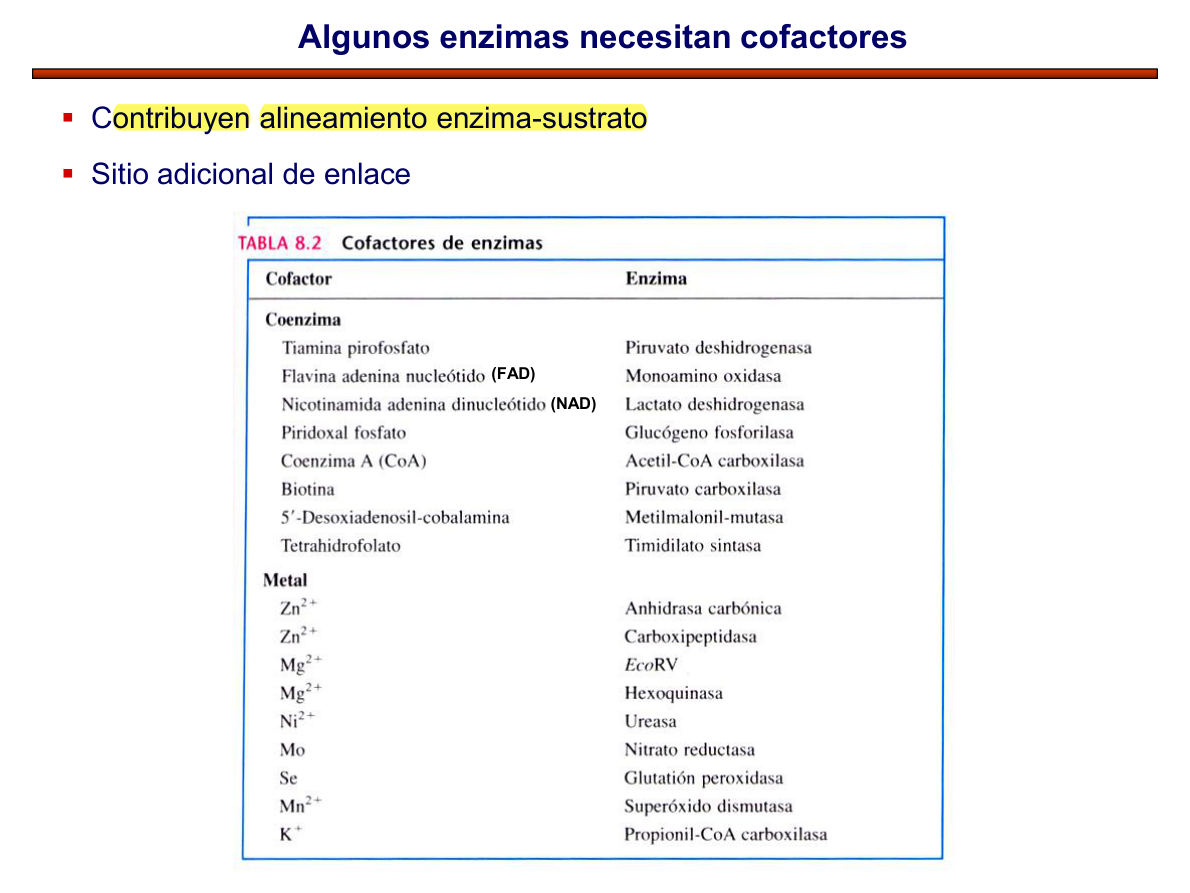 Algunos enzimas necesitan cofactores
▪ Contribuyen alineamiento enzima-sustrato
▪ Sitio adicional de enlace
TABLA 8.2 Cofactores de enzimas
Cofactor Enzima
Coenzima
Tiamina pirofosfato Piruvato deshidrogenasa
Flavina adenina nucleótido (FAD) Monoamino oxidasa
Nicotinamida adenina dinucleótido (NAD) Lactato deshidrogenasa
Piridoxal fosfato Glucógeno fosforilasa
Coenzima A (CoA) Acetil-CoA carboxilasa
Biotina Piruvato carboxilasa
5′-Desoxiadenosil-cobalamina Metilmalonil-mutasa
Tetrahidrofolato Timidilato sintasa
Metal
Zn²⁺ Anhidrasa carbónica
Zn²⁺ Carboxipeptidasa
Mg²⁺ EcoRV
Mg²⁺ Hexoquinasa
Ni²⁺ Ureasa
Mo Nitrato reductasa
Se Glutatión peroxidasa
Mn²⁺ Superóxido dismutasa
K⁺ Propionil-CoA carboxilasa